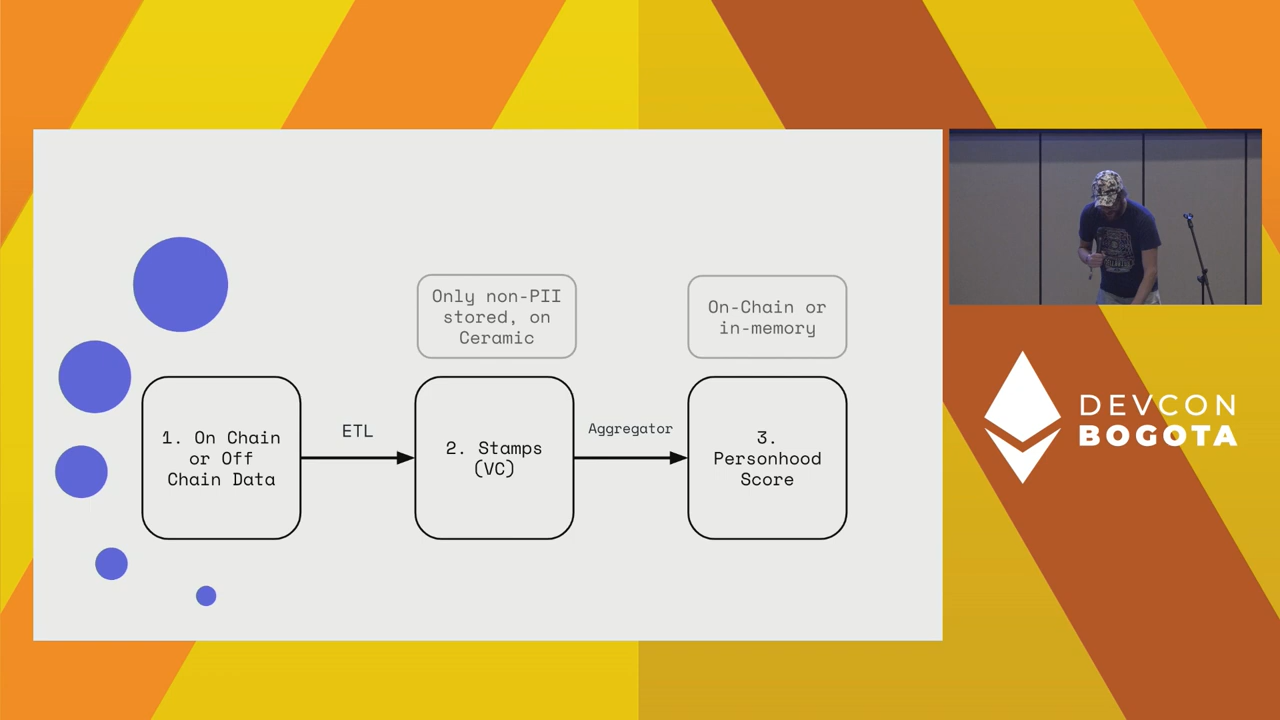 Only non-PII
stored, on
Ceramic
On-Chain or
in-memory
1. On Chain
or Off
Chain Data
ETL
2. Stamps
(VC)
Aggregator
3.
Personhood
Score
DEVCON
BOGOTA